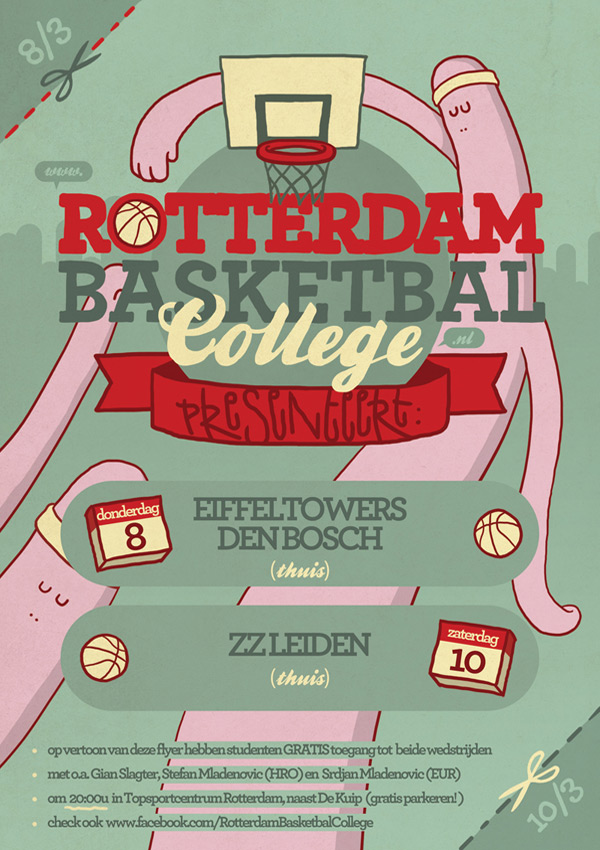 8/3
www.
ROTTERDAM
BASKETBAL
College
.nl
PRESENTEERT:
donderdag
8
EIFFELTOWERS
DEN BOSCH
(thuis)
ZZ LEIDEN
(thuis)
zaterdag
10
• op vertoon van deze flyer hebben studenten GRATIS toegang tot beide wedstrijden
• met o.a. Gian Slagter, Stefan Mladenovic (HRO) en Srdjan Mladenovic (EUR)
• om 20:00u in Topsportcentrum Rotterdam, naast De Kuip (gratis parkeren!)
• check ook www.facebook.com/RotterdamBasketbalCollege
10/3